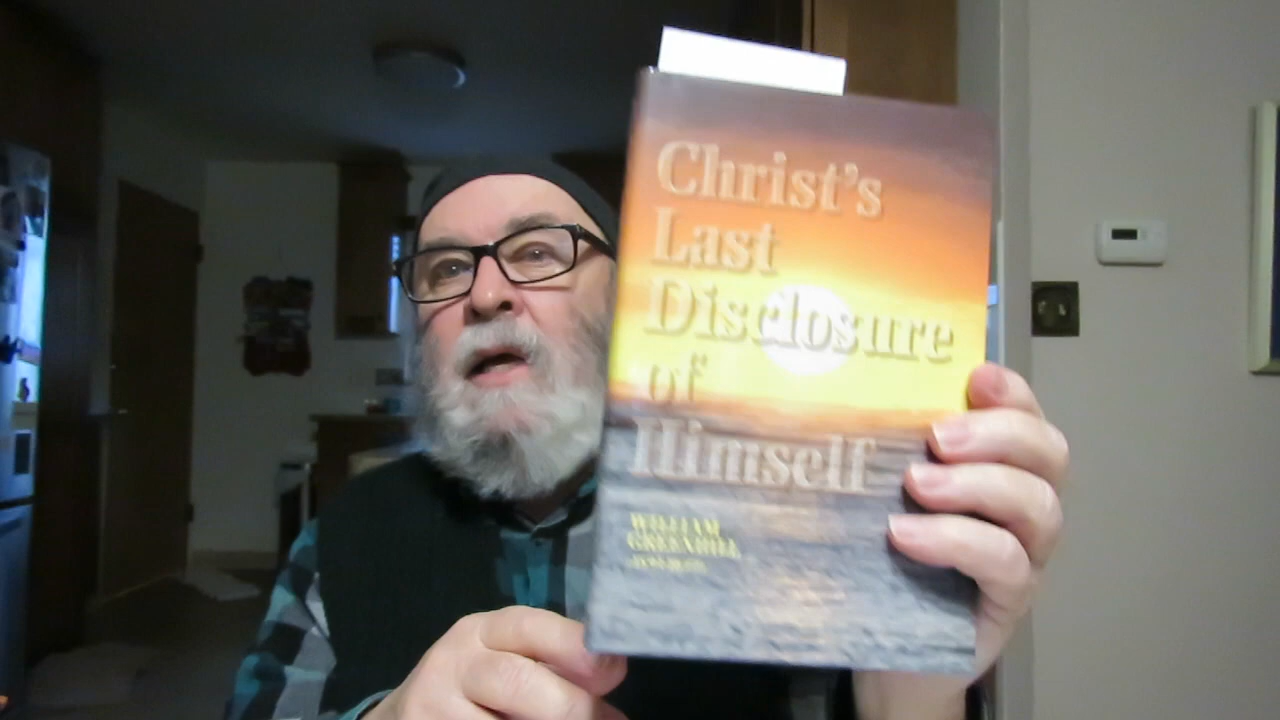 Christ's
Last
Disclosure
of
Himself
WILLIAM
GREENHILL